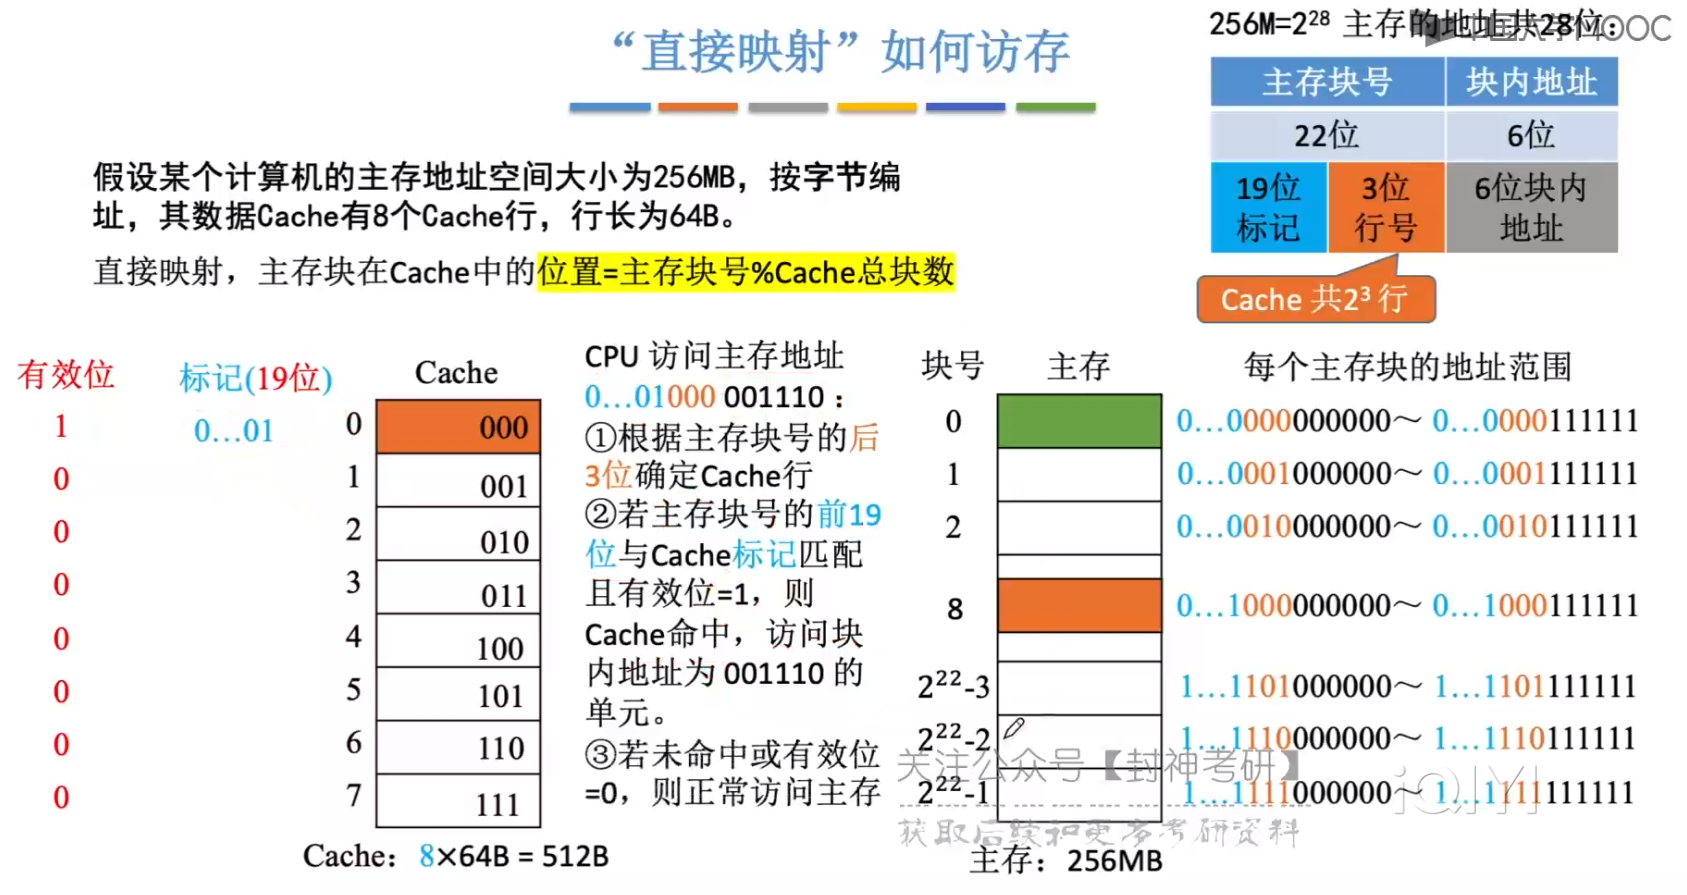 “直接映射”如何访存
256M=2²⁸ 主存的地址共28位:
中国大学MOOC
主存块号 块内地址
22位 6位
19位标记 3位行号 6位块内地址
Cache 共2³ 行
假设某个计算机的主存地址空间大小为256MB，按字节编
址，其数据Cache有8个Cache行，行长为64B。
直接映射，主存块在Cache中的位置=主存块号%Cache总块数
有效位 标记(19位) Cache
1 0…01 0 000
0 1 001
0 2 010
0 3 011
0 4 100
0 5 101
0 6 110
0 7 111
Cache：8×64B = 512B
CPU 访问主存地址
0…01000 001110：
①根据主存块号的后
3位确定Cache行
②若主存块号的前19
位与Cache标记匹配
且有效位=1，则
Cache命中，访问块
内地址为 001110 的
单元。
③若未命中或有效位
=0，则正常访问主存
块号 主存 每个主存块的地址范围
0 0…0000000000～ 0…0000111111
1 0…0001000000～ 0…0001111111
2 0…0010000000～ 0…0010111111
8 0…1000000000～ 0…1000111111
2²²-3 1…1101000000～ 1…1101111111
2²²-2 1…1110000000～ 1…1110111111
2²²-1 1…1111000000～ 1…1111111111
主存：256MB
关注公众号【封神考研】
获取后续和更多考研资料
iQIYI